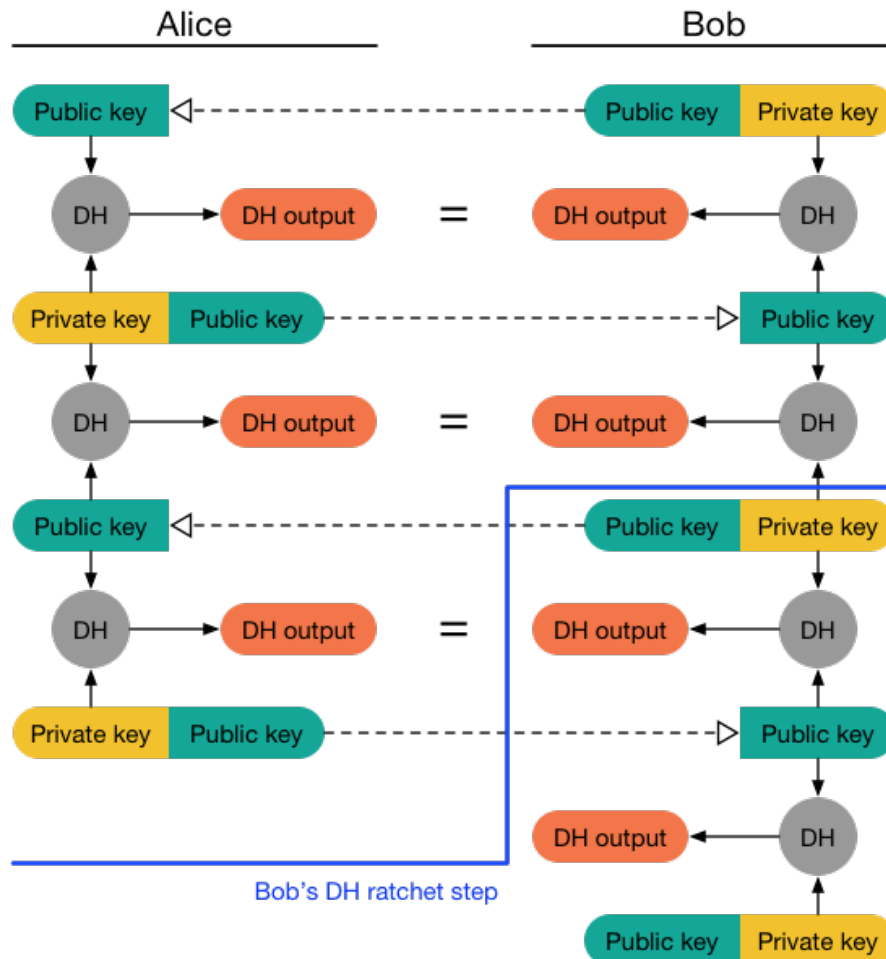 Alice Bob
Public key Public key Private key
DH DH output = DH output DH
Private key Public key Public key
DH DH output = DH output DH
Public key Public key Private key
DH DH output = DH output DH
Private key Public key Public key
DH output DH
Bob's DH ratchet step
Public key Private key